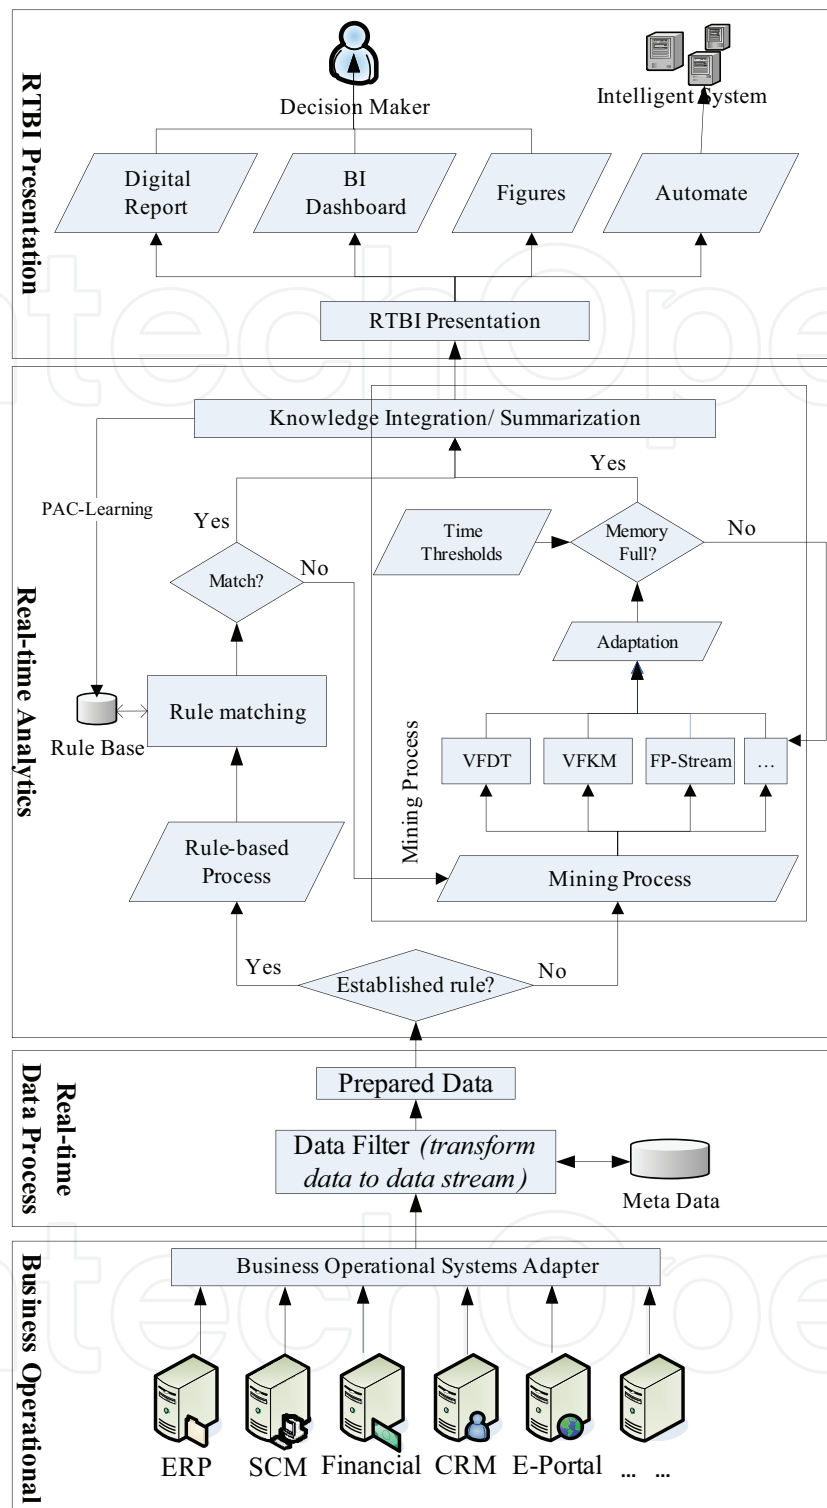 RTBI Presentation
Decision Maker
Intelligent System
Digital
Report
BI
Dashboard
Figures
Automate
RTBI Presentation
Real-time Analytics
Knowledge Integration/ Summarization
PAC-Learning
Yes
Yes
Time
Thresholds
Memory
Full?
No
Match?
No
Adaptation
Rule matching
Rule Base
Mining Process
VFDT
VFKM
FP-Stream
...
Rule-based
Process
Mining Process
Yes
Established rule?
No
Real-time
Data Process
Prepared Data
Data Filter (transform
data to data stream)
Meta Data
Business Operational
Business Operational Systems Adapter
ERP
SCM
Financial
CRM
E-Portal
... ...